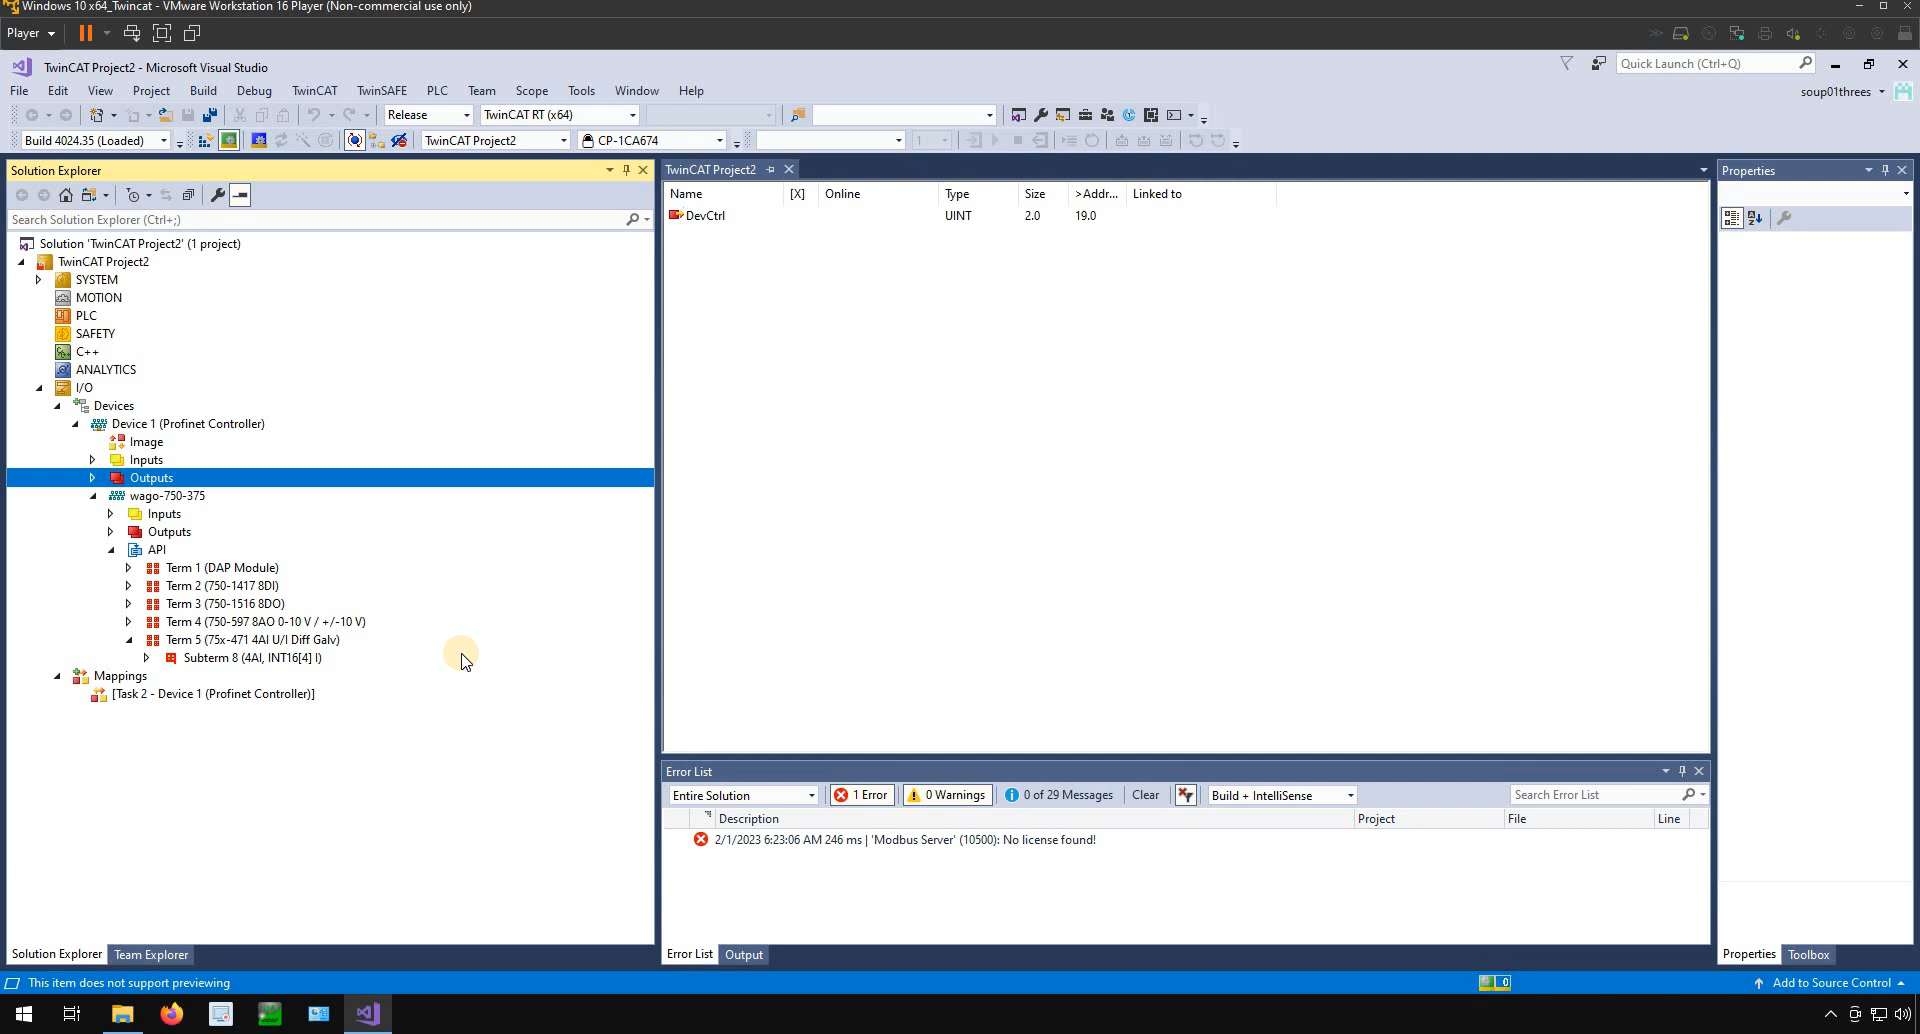 Windows 10 x64_Twincat - VMware Workstation 16 Player (Non-commercial use only)
Player
TwinCAT Project2 - Microsoft Visual Studio
Quick Launch (Ctrl+Q)
File Edit View Project Build Debug TwinCAT TwinSAFE PLC Team Scope Tools Window Help
soup01threes
Release TwinCAT RT (x64)
Build 4024.35 (Loaded) TwinCAT Project2 CP-1CA674 1
Solution Explorer
Search Solution Explorer (Ctrl+;)
Solution 'TwinCAT Project2' (1 project)
TwinCAT Project2
SYSTEM
MOTION
PLC
SAFETY
C++
ANALYTICS
I/O
Devices
Device 1 (Profinet Controller)
Image
Inputs
Outputs
wago-750-375
Inputs
Outputs
API
Term 1 (DAP Module)
Term 2 (750-1417 8DI)
Term 3 (750-1516 8DO)
Term 4 (750-597 8AO 0-10 V / +/-10 V)
Term 5 (75x-471 4AI U/I Diff Galv)
Subterm 8 (4AI, INT16[4] I)
Mappings
[Task 2 - Device 1 (Profinet Controller)]
Solution Explorer Team Explorer
TwinCAT Project2
Name [X] Online Type Size >Addr... Linked to
DevCtrl UINT 2.0 19.0
Error List
Entire Solution 1 Error 0 Warnings 0 of 29 Messages Clear Build + IntelliSense Search Error List
Description Project File Line
2/1/2023 6:23:06 AM 246 ms | 'Modbus Server' (10500): No license found!
Error List Output
Properties
Properties Toolbox
This item does not support previewing
0
Add to Source Control